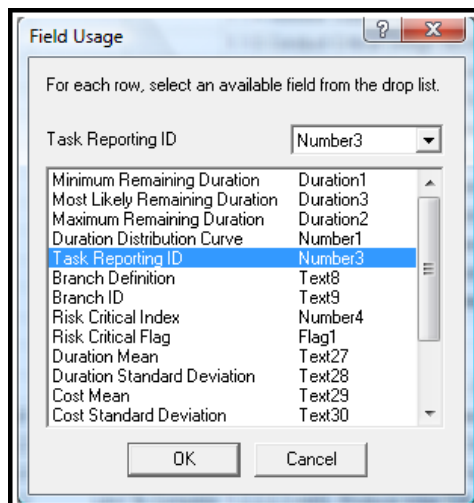 Field Usage
For each row, select an available field from the drop list.
Task Reporting ID Number3
Minimum Remaining Duration Duration1
Most Likely Remaining Duration Duration3
Maximum Remaining Duration Duration2
Duration Distribution Curve Number1
Task Reporting ID Number3
Branch Definition Text8
Branch ID Text9
Risk Critical Index Number4
Risk Critical Flag Flag1
Duration Mean Text27
Duration Standard Deviation Text28
Cost Mean Text29
Cost Standard Deviation Text30
OK Cancel